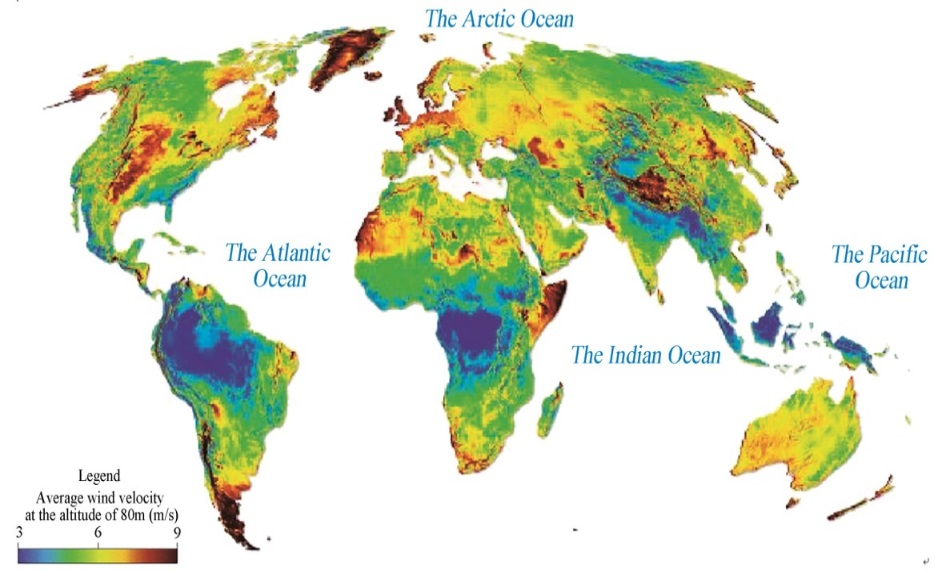 The Arctic Ocean
The Atlantic
Ocean
The Pacific
Ocean
The Indian Ocean
Legend
Average wind velocity
at the altitude of 80m (m/s)
3 6 9